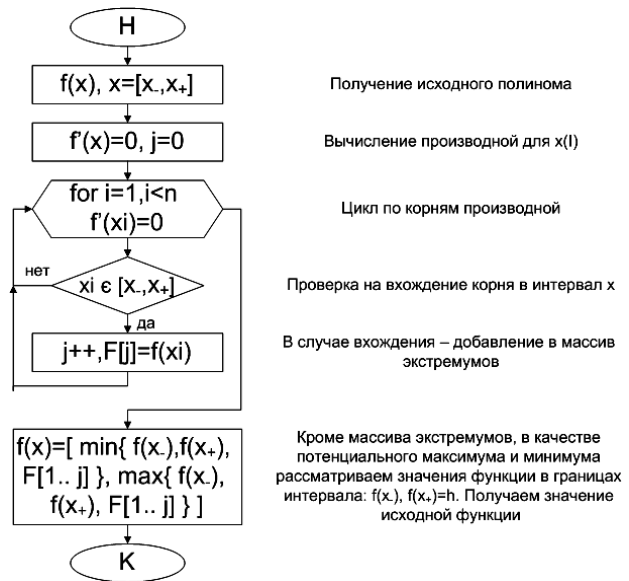 Н
f(x), x=[x-,x+]
Получение исходного полинома
f'(x)=0, j=0
Вычисление производной для x(I)
for i=1,i<n
f'(xi)=0
Цикл по корням производной
нет
xi є [x-,x+]
Проверка на вхождение корня в интервал x
да
j++,F[j]=f(xi)
В случае вхождения – добавление в массив
экстремумов
f(x)=[ min{ f(x-),f(x+),
F[1.. j] }, max{ f(x-),
f(x+), F[1.. j] } ]
Кроме массива экстремумов, в качестве
потенциального максимума и минимума
рассматриваем значения функции в границах
интервала: f(x-), f(x+)=h. Получаем значение
исходной функции
К